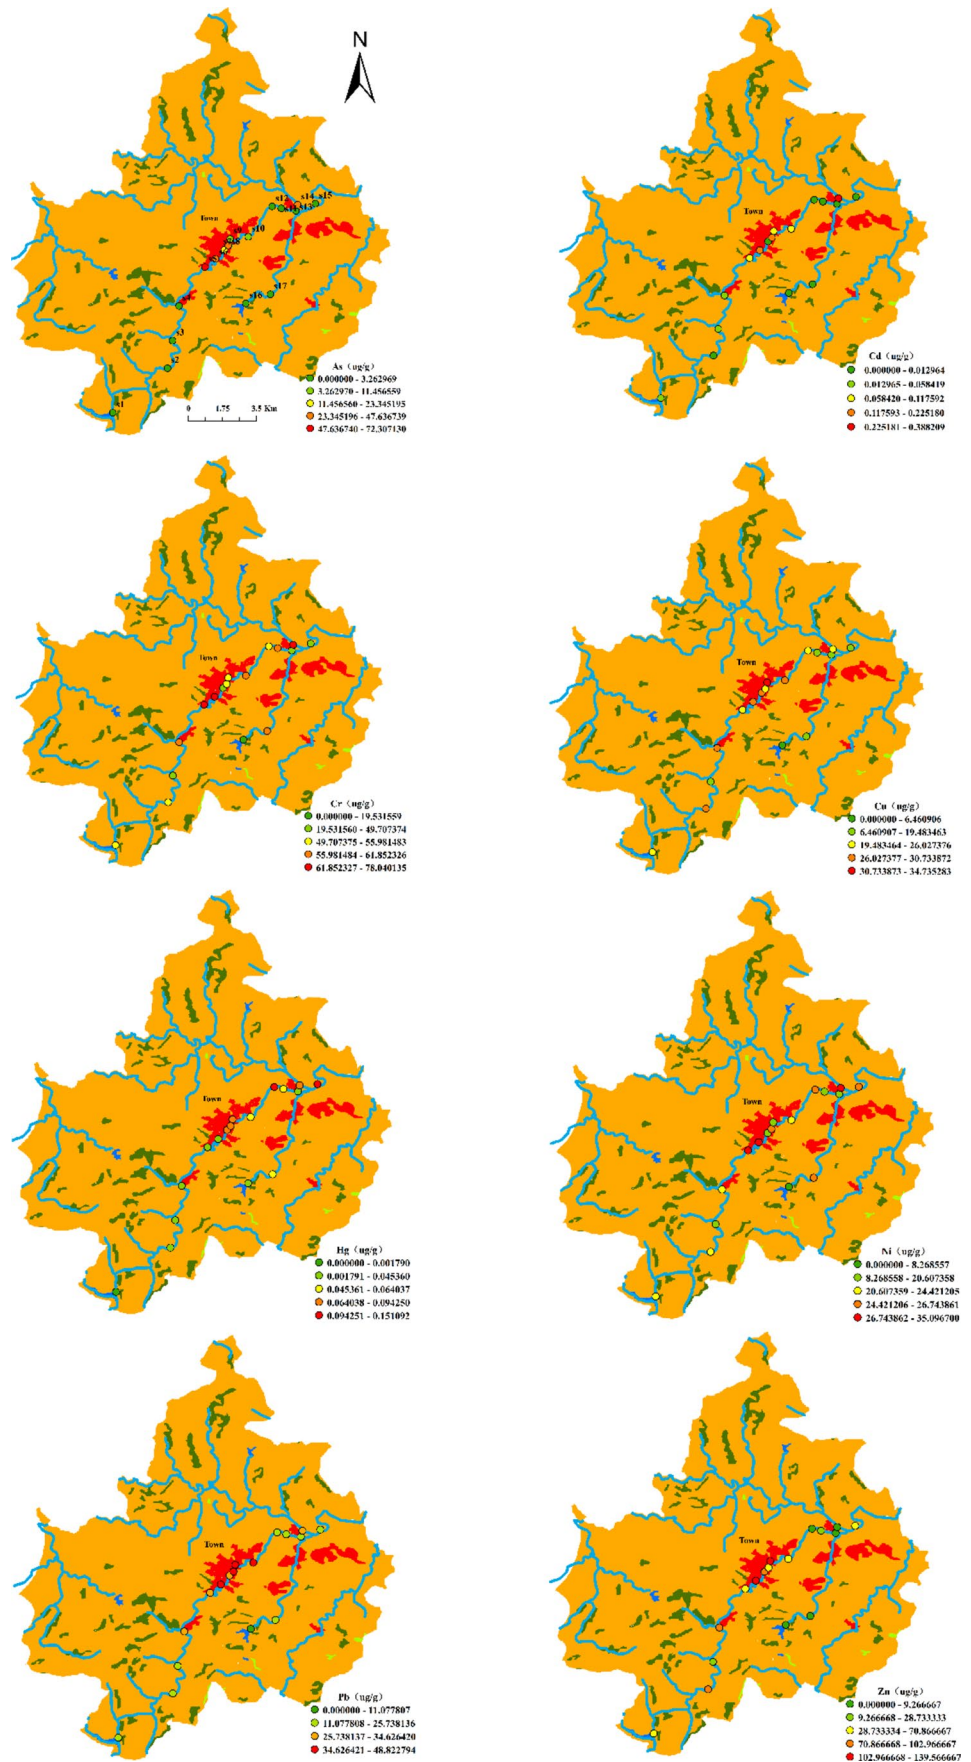 N
s12
s14
s15
s13
Town
s9
s10
s8
s17
s16
s4
s3
s2
s1
As (ug/g)
0.000000 - 3.262969
3.262970 - 11.456559
11.456560 - 23.345195
23.345196 - 47.636739
47.636740 - 72.307130
0 1.75 3.5 Km
Town
Cd (ug/g)
0.000000 - 0.012964
0.012965 - 0.058419
0.058420 - 0.117592
0.117593 - 0.225180
0.225181 - 0.388209
Town
Cr (ug/g)
0.000000 - 19.531559
19.531560 - 49.707374
49.707375 - 55.981483
55.981484 - 61.852326
61.852327 - 78.040135
Town
Cu (ug/g)
0.000000 - 6.460906
6.460907 - 19.483463
19.483464 - 26.027376
26.027377 - 30.733872
30.733873 - 34.735283
Town
Hg (ug/g)
0.000000 - 0.001790
0.001791 - 0.045360
0.045361 - 0.064037
0.064038 - 0.094250
0.094251 - 0.151092
Town
Ni (ug/g)
0.000000 - 8.268557
8.268558 - 20.607358
20.607359 - 24.421205
24.421206 - 26.743861
26.743862 - 35.096700
Town
Pb (ug/g)
0.000000 - 11.077807
11.077808 - 25.738136
25.738137 - 34.626420
34.626421 - 48.822794
Town
Zn (ug/g)
0.000000 - 9.266667
9.266668 - 28.733333
28.733334 - 70.866667
70.866668 - 102.966667
102.966668 - 139.566667